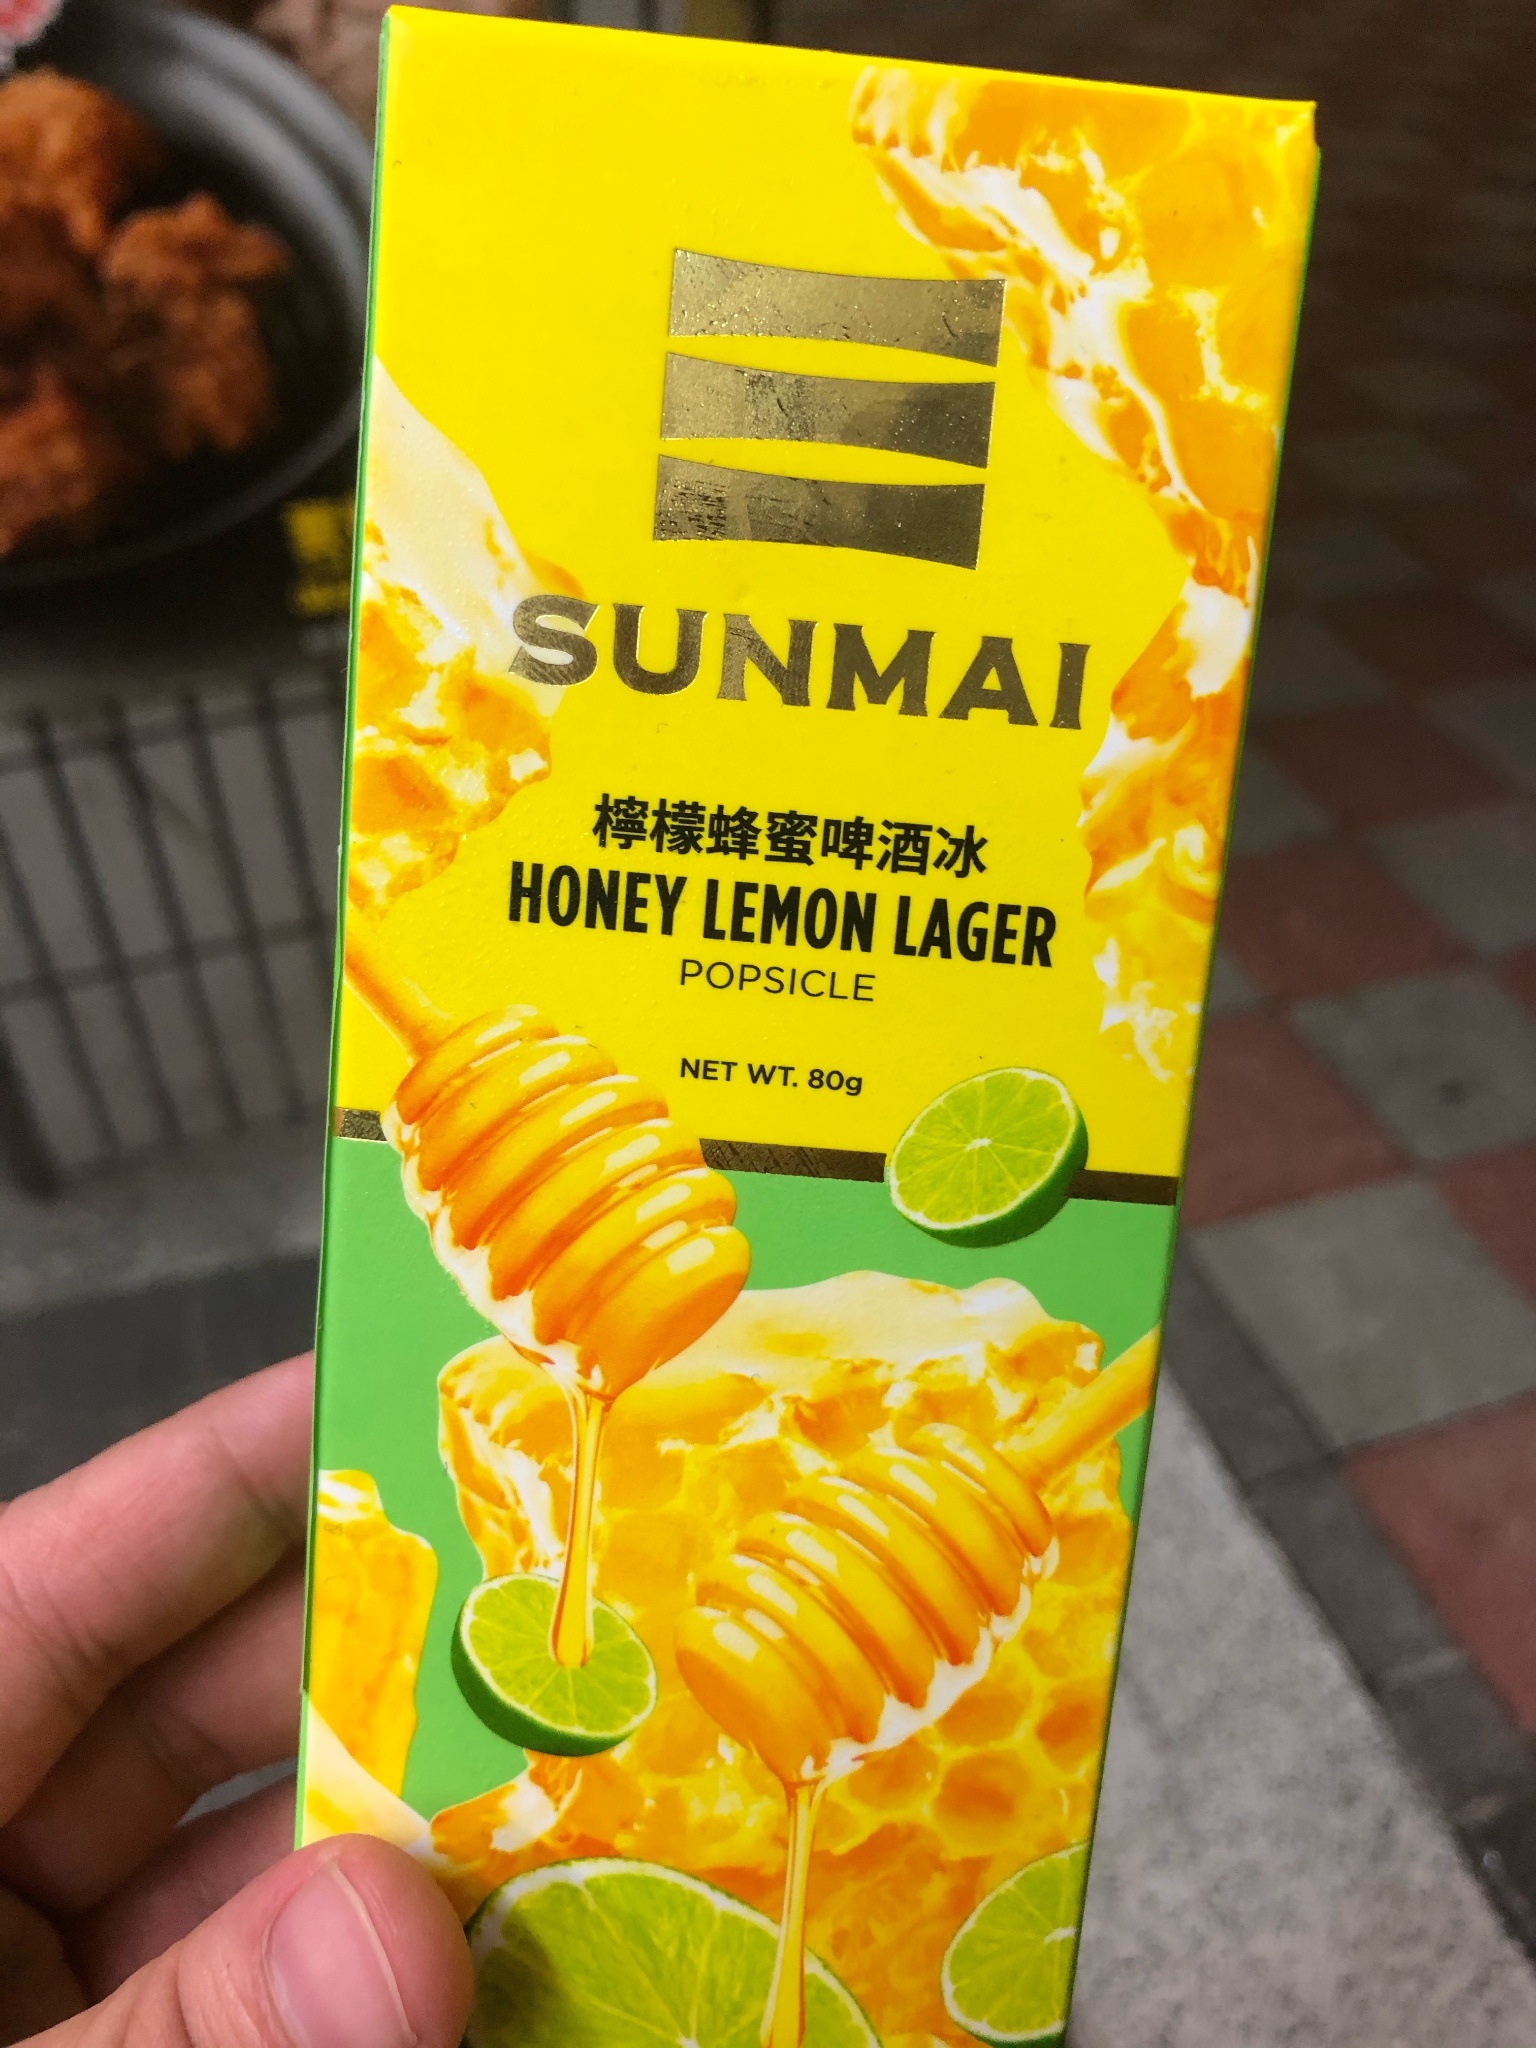 SUNMAI
檸檬蜂蜜啤酒冰
HONEY LEMON LAGER
POPSICLE
NET WT. 80g